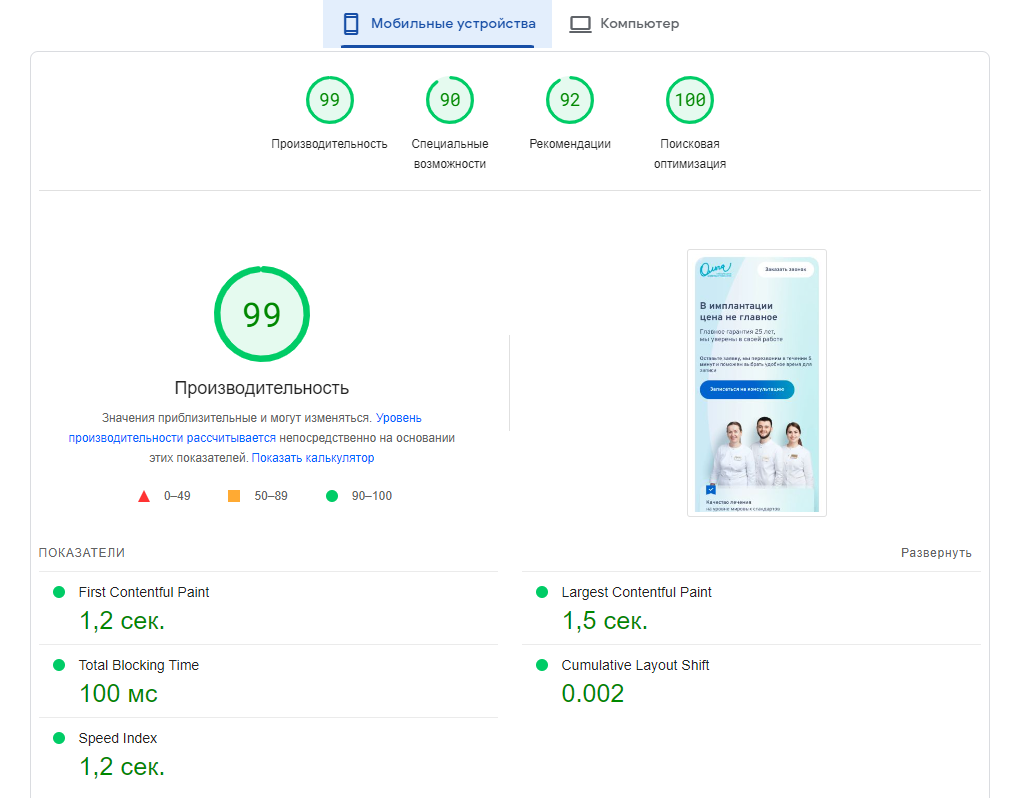 Мобильные устройства
Компьютер
99
90
92
100
Производительность
Специальные
возможности
Рекомендации
Поисковая
оптимизация
99
Производительность
Значения приблизительные и могут изменяться. Уровень
производительности рассчитывается непосредственно на основании
этих показателей. Показать калькулятор
0–49
50–89
90–100
Заказать звонок
В имплантации
цена не главное
Главное гарантия 25 лет,
мы уверены в своей работе
Оставьте заявку, мы перезвоним в течении 5
минут и поможем выбрать удобное время для
записи
Записаться на консультацию
Качество лечения
на уровне мировых стандартов
ПОКАЗАТЕЛИ
Развернуть
First Contentful Paint
1,2 сек.
Largest Contentful Paint
1,5 сек.
Total Blocking Time
100 мс
Cumulative Layout Shift
0.002
Speed Index
1,2 сек.